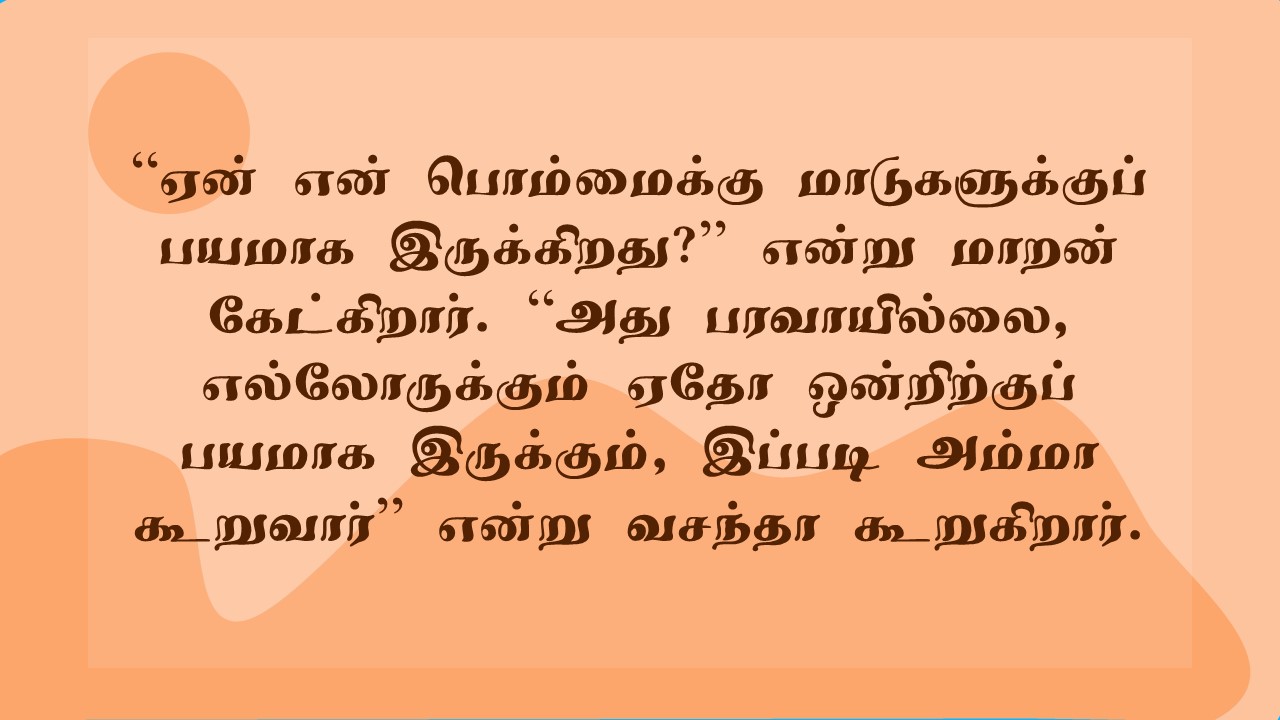 “ஏன் என் பொம்மைக்கு மாடுகளுக்குப்
பயமாக இருக்கிறது?” என்று மாறன்
கேட்கிறார். “அது பரவாயில்லை,
எல்லோருக்கும் ஏதோ ஒன்றிற்குப்
பயமாக இருக்கும், இப்படி அம்மா
கூறுவார்” என்று வசந்தா கூறுகிறார்.